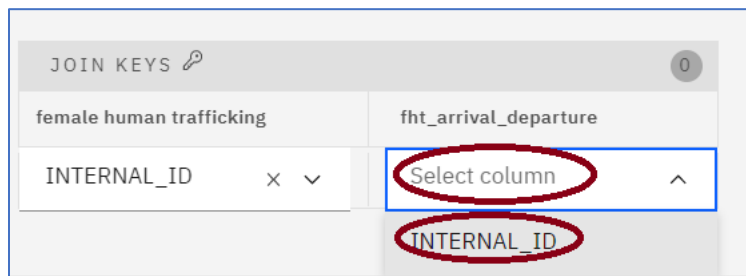 JOIN KEYS 0
female human trafficking fht_arrival_departure
INTERNAL_ID Select column
INTERNAL_ID